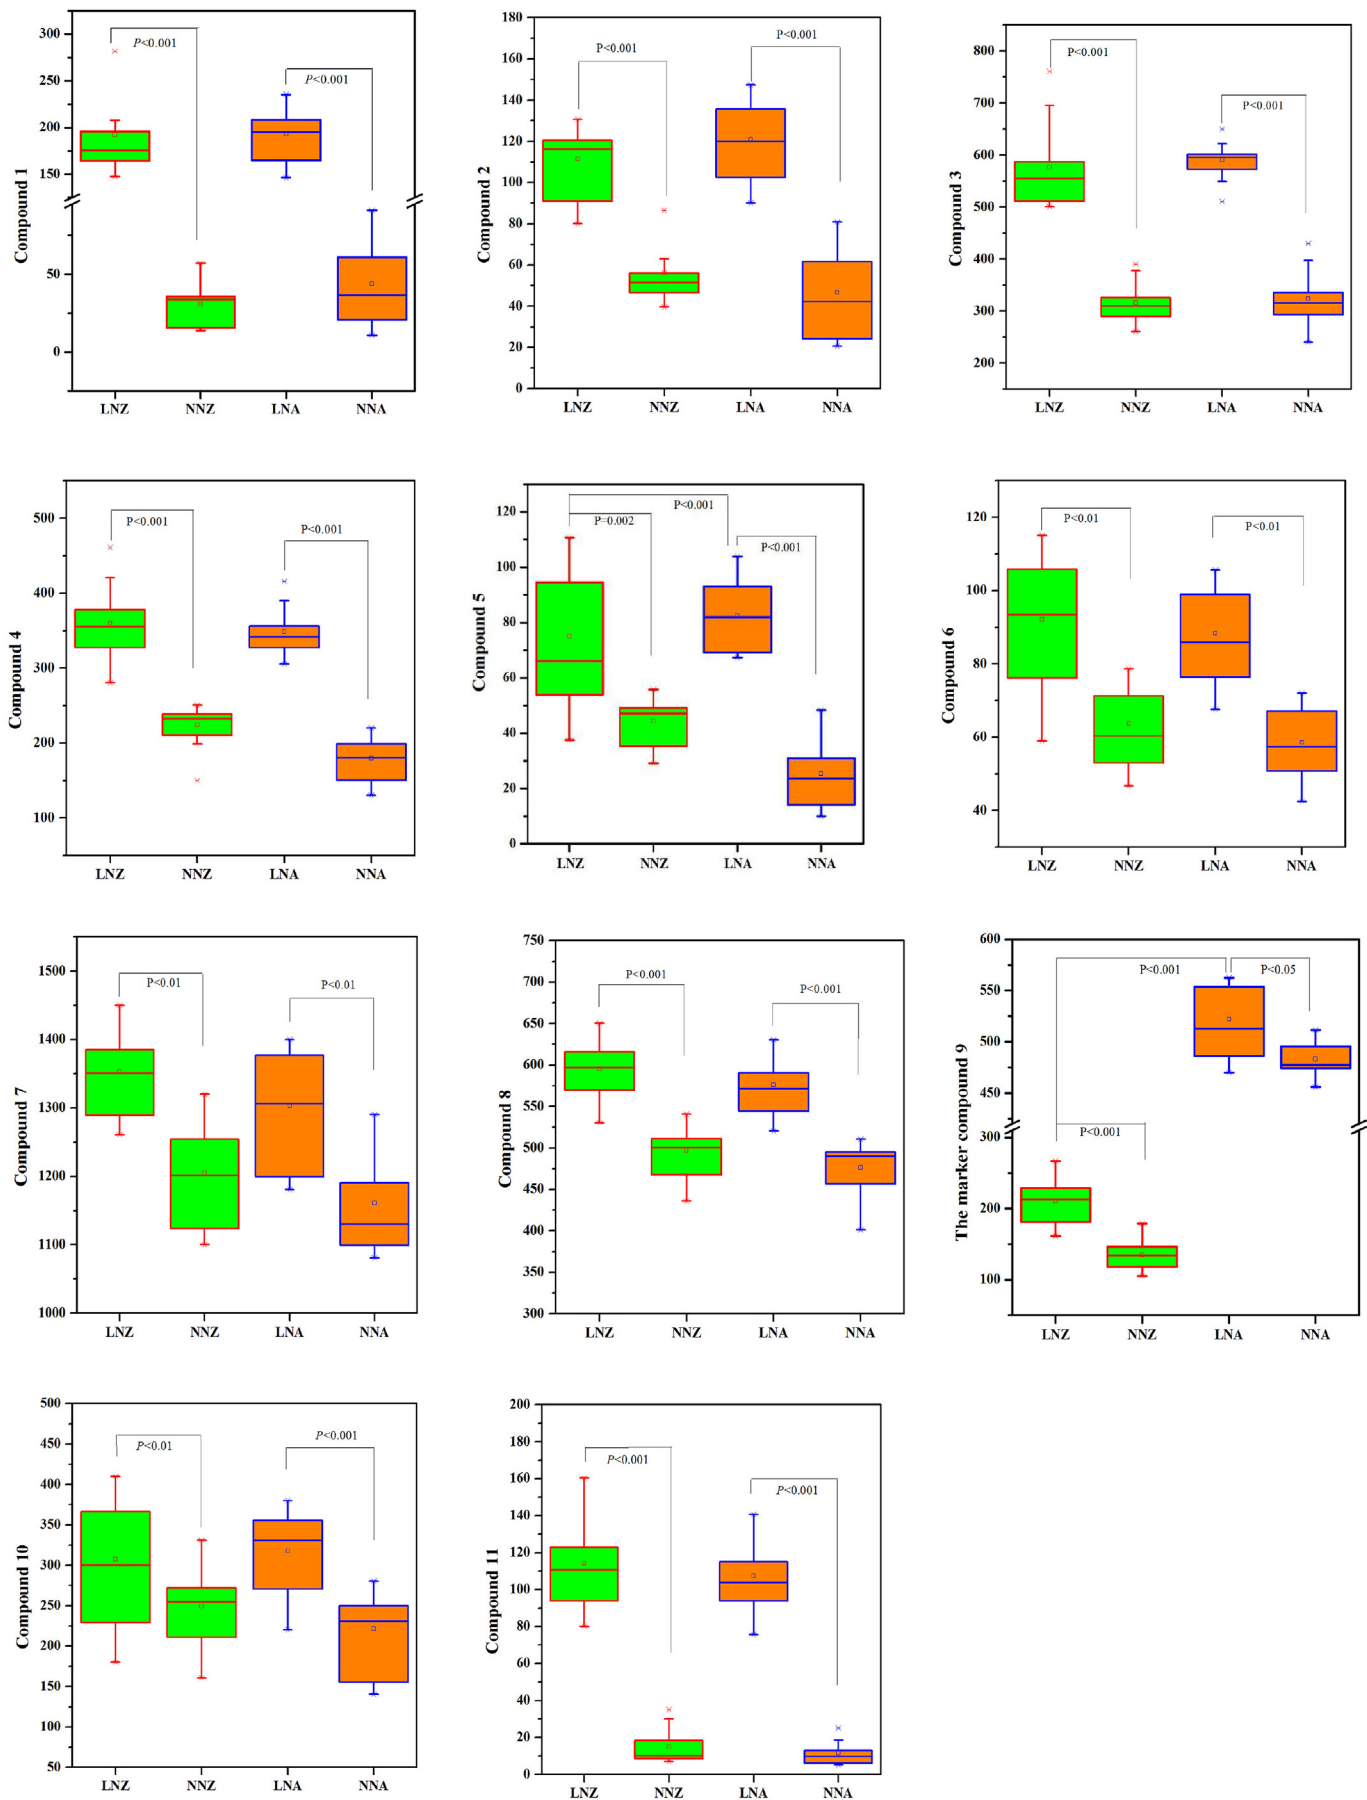 Compound 1
300
250
200
150
50
0
P<0.001
P<0.001
LNZ
NNZ
LNA
NNA
Compound 2
180
160
140
120
100
80
60
40
20
0
P<0.001
P<0.001
LNZ
NNZ
LNA
NNA
Compound 3
800
700
600
500
400
300
200
P<0.001
P<0.001
LNZ
NNZ
LNA
NNA
Compound 4
500
400
300
200
100
P<0.001
P<0.001
LNZ
NNZ
LNA
NNA
Compound 5
120
100
80
60
40
20
0
P<0.001
P=0.002
P<0.001
LNZ
NNZ
LNA
NNA
Compound 6
120
100
80
60
40
P<0.01
P<0.01
LNZ
NNZ
LNA
NNA
Compound 7
1500
1400
1300
1200
1100
1000
P<0.01
P<0.01
LNZ
NNZ
LNA
NNA
Compound 8
750
700
650
600
550
500
450
400
350
300
P<0.001
P<0.001
LNZ
NNZ
LNA
NNA
The marker compound 9
600
550
500
450
300
200
100
P<0.001
P<0.05
P<0.001
LNZ
NNZ
LNA
NNA
Compound 10
500
450
400
350
300
250
200
150
100
50
P<0.01
P<0.001
LNZ
NNZ
LNA
NNA
Compound 11
200
180
160
140
120
100
80
60
40
20
0
P<0.001
P<0.001
LNZ
NNZ
LNA
NNA